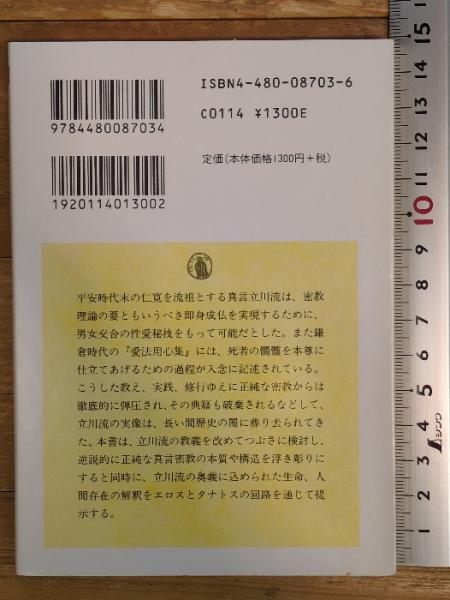 ISBN4-480-08703-6
C0114 ¥1300E
9784480087034
定価(本体価格1300円+税)
1920114013002
平安時代末の仁寛を流祖とする真言立川流は、密教
理論の要ともいうべき即身成仏を実現するために、
男女交合の性愛秘技をもって可能だとした。また鎌
倉時代の『受法用心集』には、死者の髑髏を本尊に
仕立てあげるための過程が入念に記述されている。
こうした教え、実践、修行ゆえに正純な密教からは
徹底的に弾圧され、その典籍も破棄されるなどして、
立川流の実像は、長い間歴史の闇に葬り去られてき
た。本書は、立川流の教義を改めてつぶさに検討し、
逆説的に正純な真言密教の本質や構造を浮き彫りに
すると同時に、立川流の奥義に込められた生命、人
間存在の解釈をエロスとタナトスの回路を通じて提
示する。
15
14
13
12
11
10
9
8
7
6
5
4
3
2
1
シンワ